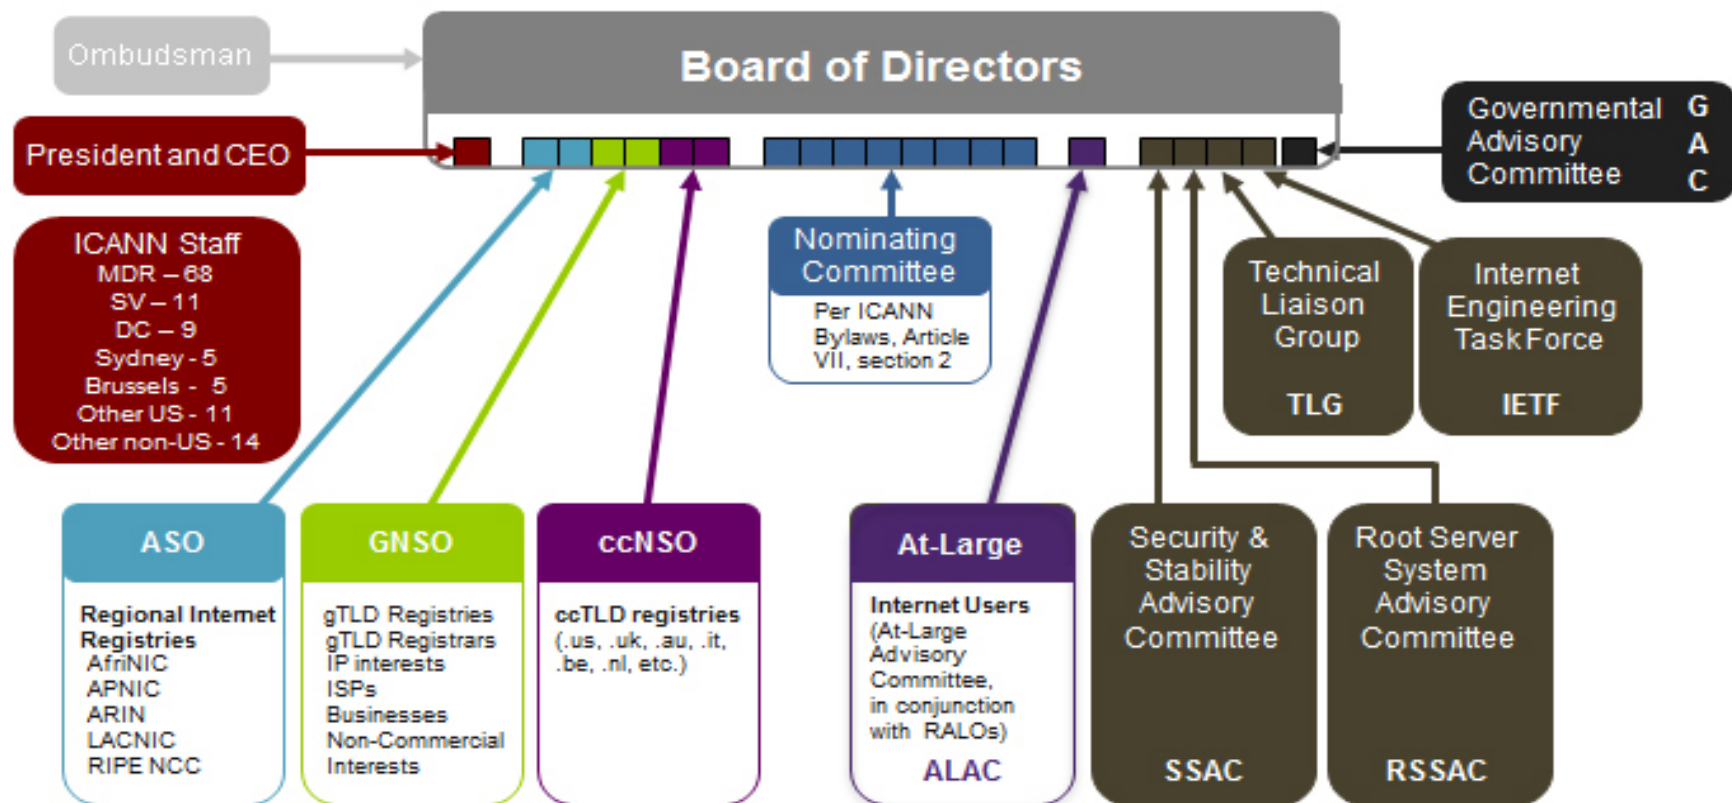 Ombudsman
Board of Directors
President and CEO
Governmental G
Advisory A
Committee C
ICANN Staff
MDR – 68
SV – 11
DC – 9
Sydney - 5
Brussels - 5
Other US - 11
Other non-US - 14
Nominating
Committee
Per ICANN
Bylaws, Article
VII, section 2
Technical
Liaison
Group
TLG
Internet
Engineering
Task Force
IETF
ASO
Regional Internet
Registries
AfriNIC
APNIC
ARIN
LACNIC
RIPE NCC
GNSO
gTLD Registries
gTLD Registrars
IP interests
ISPs
Businesses
Non-Commercial
Interests
ccNSO
ccTLD registries
(.us, .uk, .au, .it,
.be, .nl, etc.)
At-Large
Internet Users
(At-Large
Advisory
Committee,
in conjunction
with RALOs)
ALAC
Security &
Stability
Advisory
Committee
SSAC
Root Server
System
Advisory
Committee
RSSAC